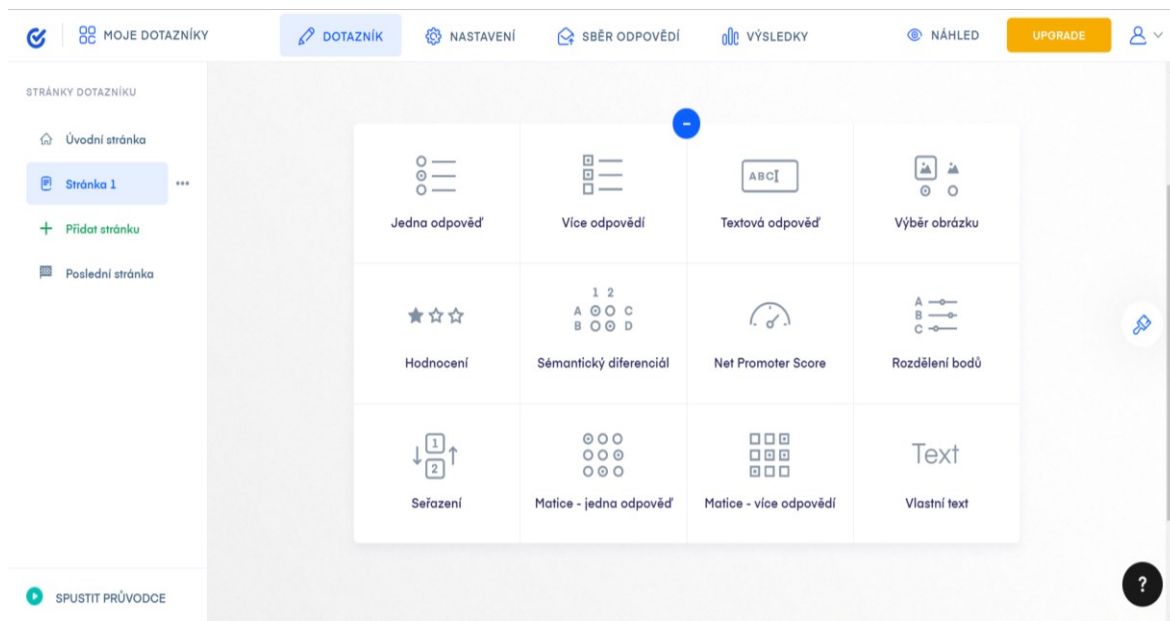 MOJE DOTAZNÍKY
DOTAZNÍK
NASTAVENÍ
SBĚR ODPOVĚDÍ
VÝSLEDKY
NÁHLED
UPGRADE
STRÁNKY DOTAZNÍKU
Úvodní stránka
Stránka 1
Přidat stránku
Poslední stránka
SPUSTIT PRŮVODCE
Jedna odpověď
Více odpovědí
ABC
Textová odpověď
Výběr obrázku
Hodnocení
1 2
A C
B D
Sémantický diferenciál
Net Promoter Score
A
B
C
Rozdělení bodů
1
2
Seřazení
Matice - jedna odpověď
Matice - více odpovědí
Text
Vlastní text
?